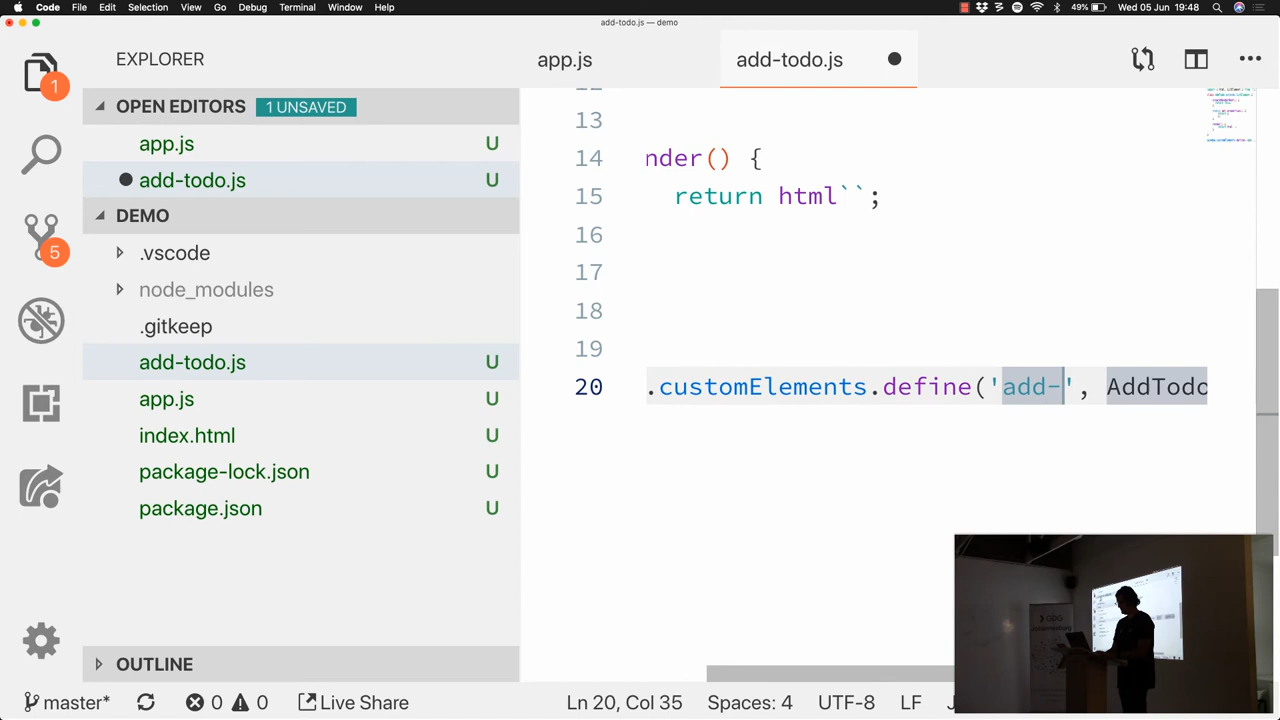 Code File Edit Selection View Go Package Debug Terminal Window Help
49% Wed 05 Jun 19:48
add-todo.js — demo
EXPLORER
app.js
add-todo.js
1
OPEN EDITORS
1 UNSAVED
app.js U
add-todo.js U
DEMO
5
.vscode
node_modules
.gitkeep
add-todo.js U
app.js U
index.html U
package-lock.json U
package.json U
OUTLINE
13
14 nder() {
15 return html``;
16
17
18
19
20 .customElements.define('add-', AddTodo
master*
0
0
Live Share
Ln 20, Col 35
Spaces: 4
UTF-8
LF